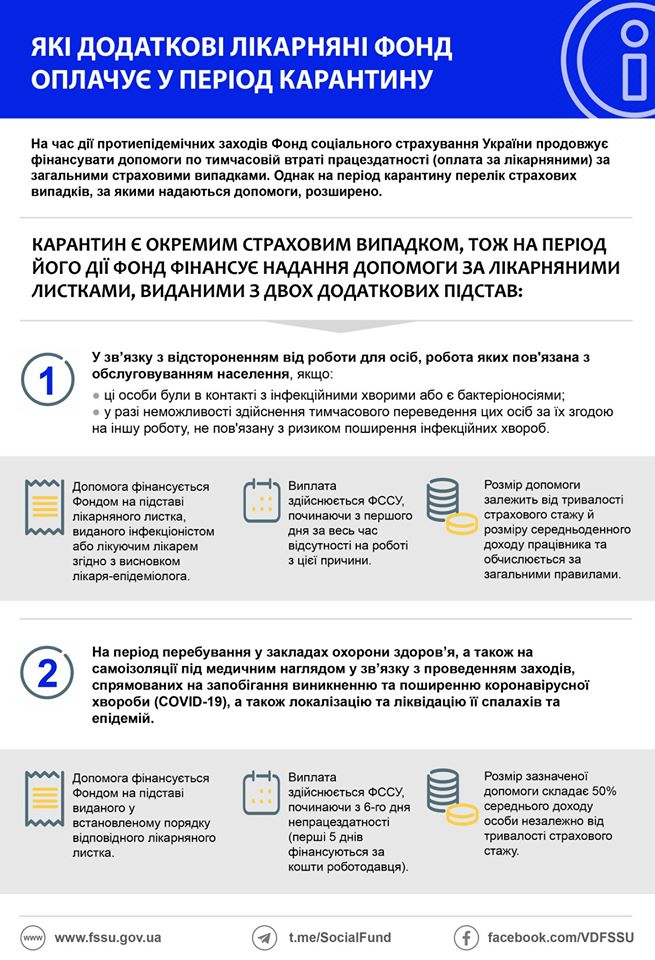 ЯКІ ДОДАТКОВІ ЛІКАРНЯНІ ФОНД
ОПЛАЧУЄ У ПЕРІОД КАРАНТИНУ
На час дії протиепідемічних заходів Фонд соціального страхування України продовжує
фінансувати допомоги по тимчасовій втраті працездатності (оплата за лікарняними) за
загальними страховими випадками. Однак на період карантину перелік страхових
випадків, за якими надаються допомоги, розширено.
КАРАНТИН Є ОКРЕМИМ СТРАХОВИМ ВИПАДКОМ, ТОЖ НА ПЕРІОД
ЙОГО ДІЇ ФОНД ФІНАНСУЄ НАДАННЯ ДОПОМОГИ ЗА ЛІКАРНЯНИМИ
ЛИСТКАМИ, ВИДАНИМИ З ДВОХ ДОДАТКОВИХ ПІДСТАВ:
1
У зв’язку з відстороненням від роботи для осіб, робота яких пов'язана з
обслуговуванням населення, якщо:
● ці особи були в контакті з інфекційними хворими або є бактеріоносіями;
● у разі неможливості здійснення тимчасового переведення цих осіб за їх згодою
на іншу роботу, не пов'язану з ризиком поширення інфекційних хвороб.
Допомога фінансується
Фондом на підставі
лікарняного листка,
виданого інфекціоністом
або лікуючим лікарем
згідно з висновком
лікаря-епідеміолога.
Виплата
здійснюється ФССУ,
починаючи з першого
дня за весь час
відсутності на роботі
з цієї причини.
Розмір допомоги
залежить від тривалості
страхового стажу й
розміру середньоденного
доходу працівника та
обчислюється за
загальними правилами.
2
На період перебування у закладах охорони здоров’я, а також на
самоізоляції під медичним наглядом у зв’язку з проведенням заходів,
спрямованих на запобігання виникненню та поширенню коронавірусної
хвороби (COVID-19), а також локалізацію та ліквідацію її спалахів та
епідемій.
Допомога фінансується
Фондом на підставі
виданого у
встановленому порядку
відповідного лікарняного
листка.
Виплата
здійснюється ФССУ,
починаючи з 6-го дня
непрацездатності
(перші 5 днів
фінансуються за
кошти роботодавця).
Розмір зазначеної
допомоги складає 50%
середнього доходу
особи незалежно від
тривалості страхового
стажу.
www www.fssu.gov.ua
t.me/SocialFund
facebook.com/VDFSSU